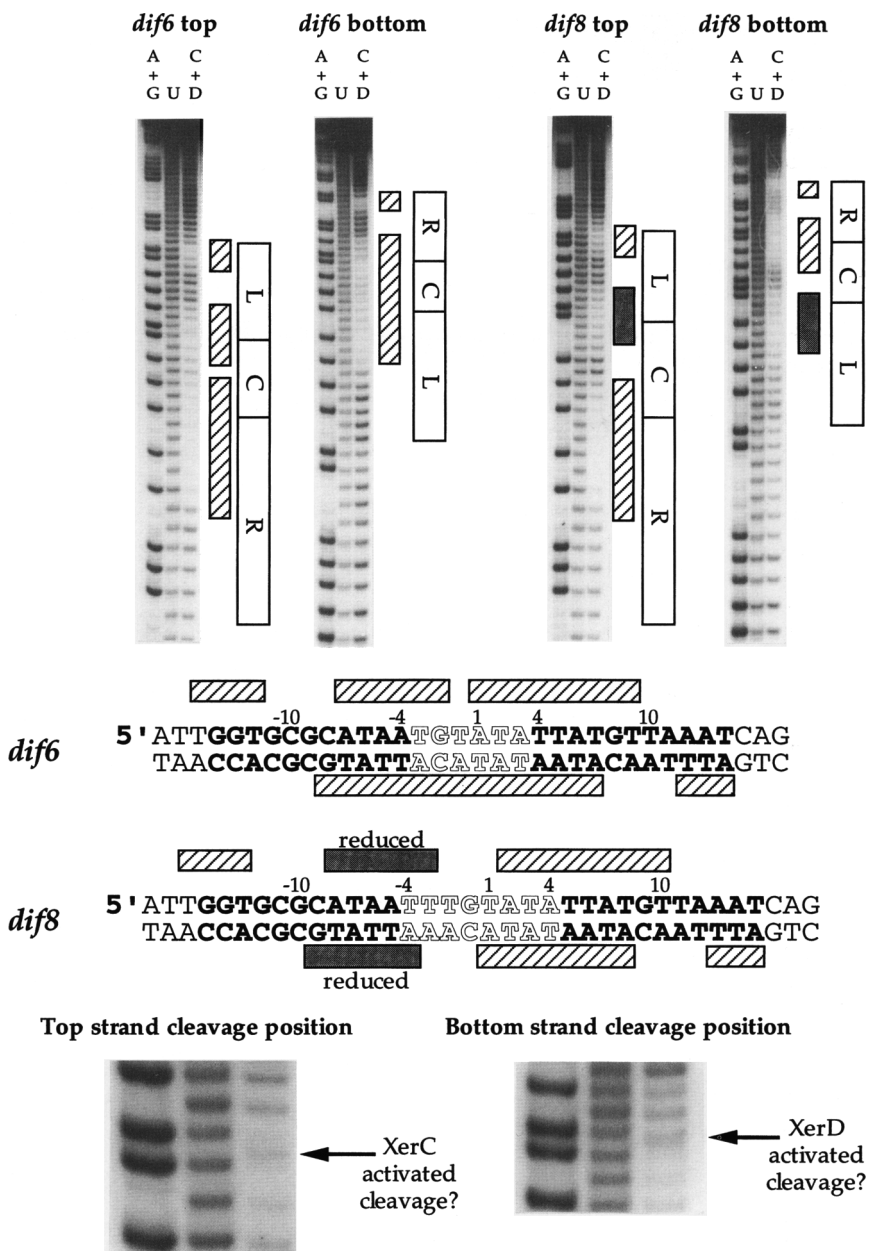 dif6 top dif6 bottom dif8 top dif8 bottom
A C A C A C A C
+ + + + + + + +
G U D G U D G U D G U D
L C R
R C L
L C R
R C L
-10 -4 1 4 10
dif6
5'ATTGGTGCGCGCATAATGTATATTATGTTAAATCAG
TAACCACGCGTATTACATATAATACAATTTAGTC
reduced
-10 -4 1 4 10
dif8
5'ATTGGTGCGCATAATTTGTATATTATGTTAAATCAG
TAACCACGCGTATTAAACATATAATACAATTTAGTC
reduced
Top strand cleavage position
Bottom strand cleavage position
XerC
activated
cleavage?
XerD
activated
cleavage?